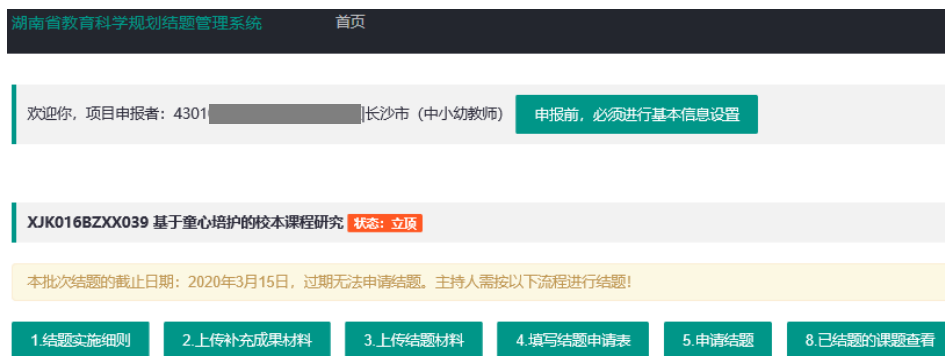 湖南省教育科学规划结题管理系统 首页
欢迎你，项目申报者：4301 长沙市（中小幼教师） 申报前，必须进行基本信息设置
XJK016BZXX039 基于童心培护的校本课程研究 状态：立项
本批次结题的截止日期：2020年3月15日，过期无法申请结题。主持人需按以下流程进行结题！
1.结题实施细则 2.上传补充成果材料 3.上传结题材料 4.填写结题申请表 5.申请结题 8.已结题的课题查看